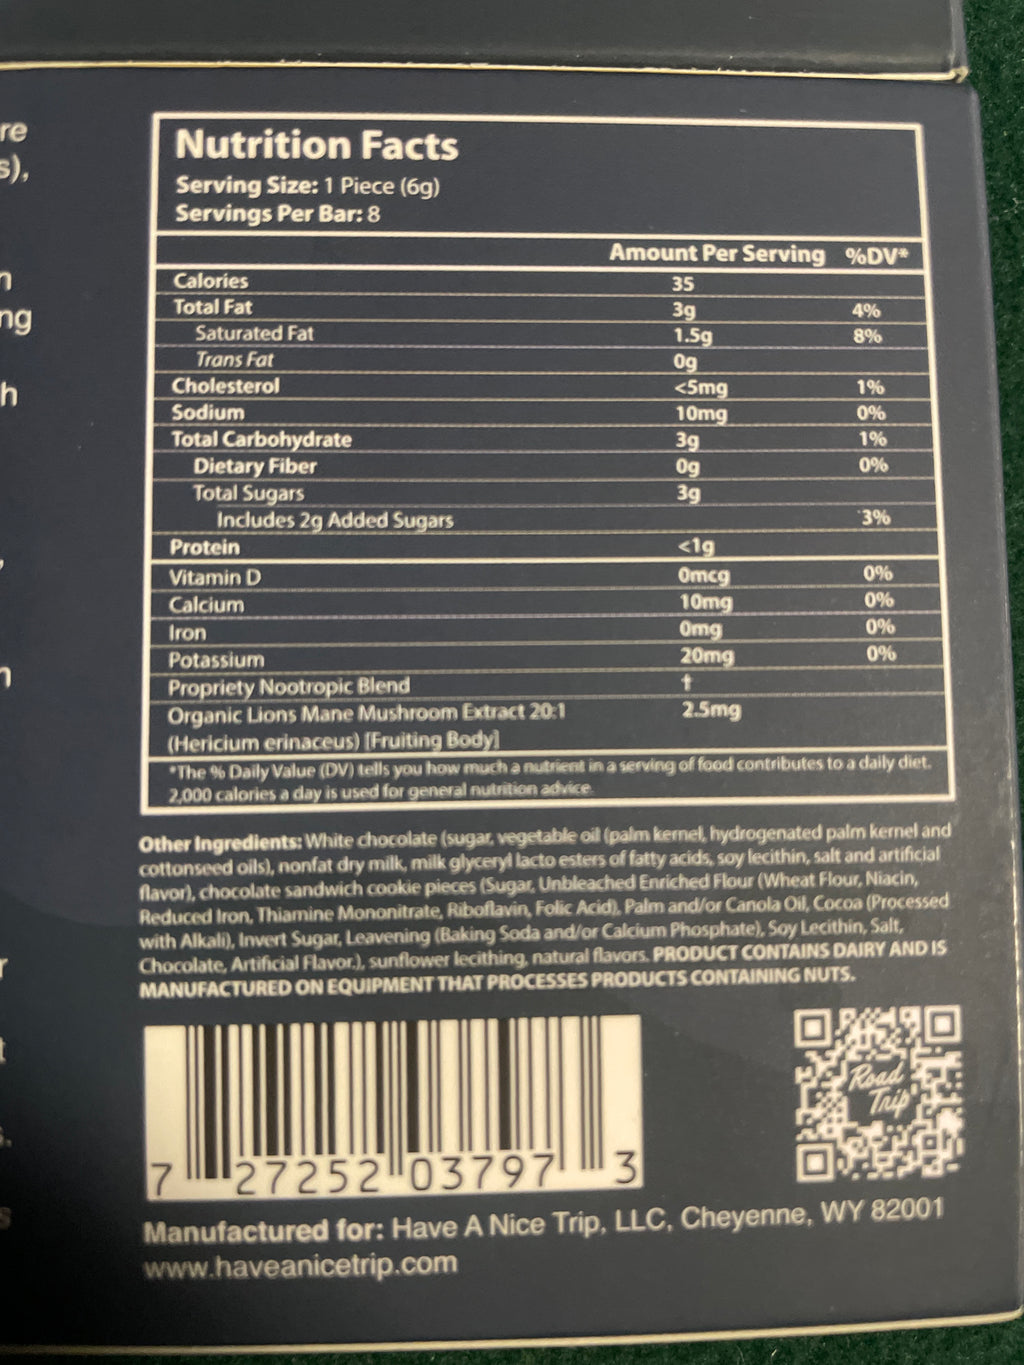 re
s),
n
ng
h
Nutrition Facts
Serving Size: 1 Piece (6g)
Servings Per Bar: 8
Amount Per Serving %DV*
Calories 35
Total Fat 3g 4%
Saturated Fat 1.5g 8%
Trans Fat 0g
Cholesterol <5mg 1%
Sodium 10mg 0%
Total Carbohydrate 3g 1%
Dietary Fiber 0g 0%
Total Sugars 3g
Includes 2g Added Sugars 3%
Protein <1g
Vitamin D 0mcg 0%
Calcium 10mg 0%
Iron 0mg 0%
Potassium 20mg 0%
Propriety Nootropic Blend †
Organic Lions Mane Mushroom Extract 20:1 2.5mg
(Hericium erinaceus) [Fruiting Body]
*The % Daily Value (DV) tells you how much a nutrient in a serving of food contributes to a daily diet.
2,000 calories a day is used for general nutrition advice.
Other Ingredients: White chocolate (sugar, vegetable oil (palm kernel, hydrogenated palm kernel and
cottonseed oils), nonfat dry milk, milk glyceryl lacto esters of fatty acids, soy lecithin, salt and artificial
flavor), chocolate sandwich cookie pieces (Sugar, Unbleached Enriched Flour (Wheat Flour, Niacin,
Reduced Iron, Thiamine Mononitrate, Riboflavin, Folic Acid), Palm and/or Canola Oil, Cocoa (Processed
with Alkali), Invert Sugar, Leavening (Baking Soda and/or Calcium Phosphate), Soy Lecithin, Salt,
Chocolate, Artificial Flavor.), sunflower lecithing, natural flavors. PRODUCT CONTAINS DAIRY AND IS
MANUFACTURED ON EQUIPMENT THAT PROCESSES PRODUCTS CONTAINING NUTS.
Road
Trip
7 27252 03797 3
Manufactured for: Have A Nice Trip, LLC, Cheyenne, WY 82001
www.haveanicetrip.com